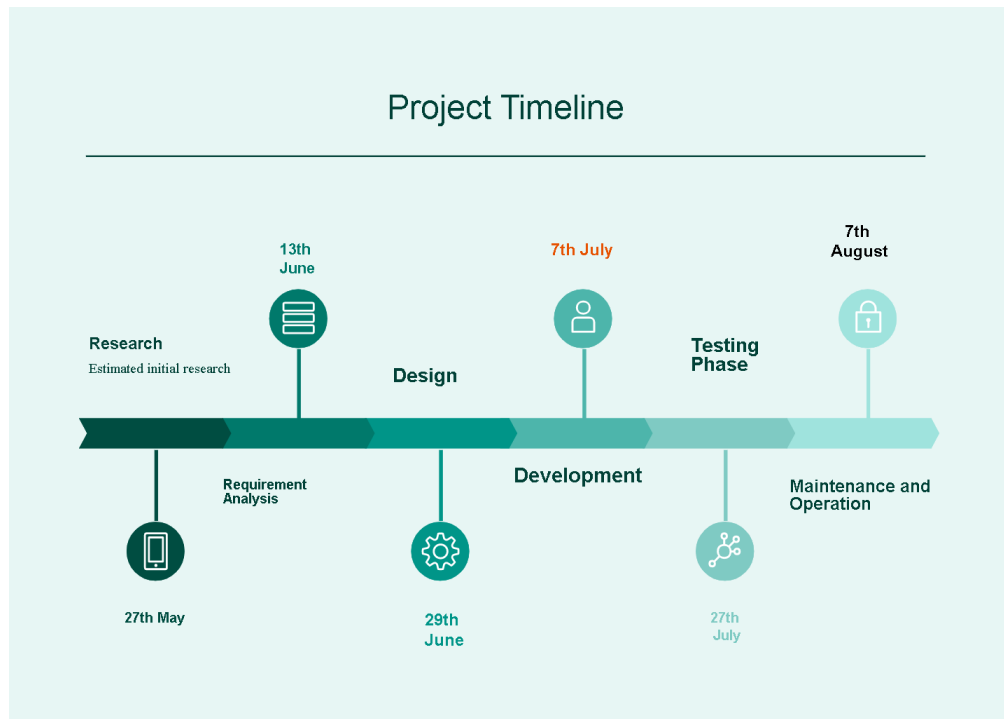 Project Timeline
13th
June
7th July
7th
August
Research
Estimated initial research
Design
Testing
Phase
Requirement
Analysis
Development
Maintenance and
Operation
27th May
29th
June
27th
July